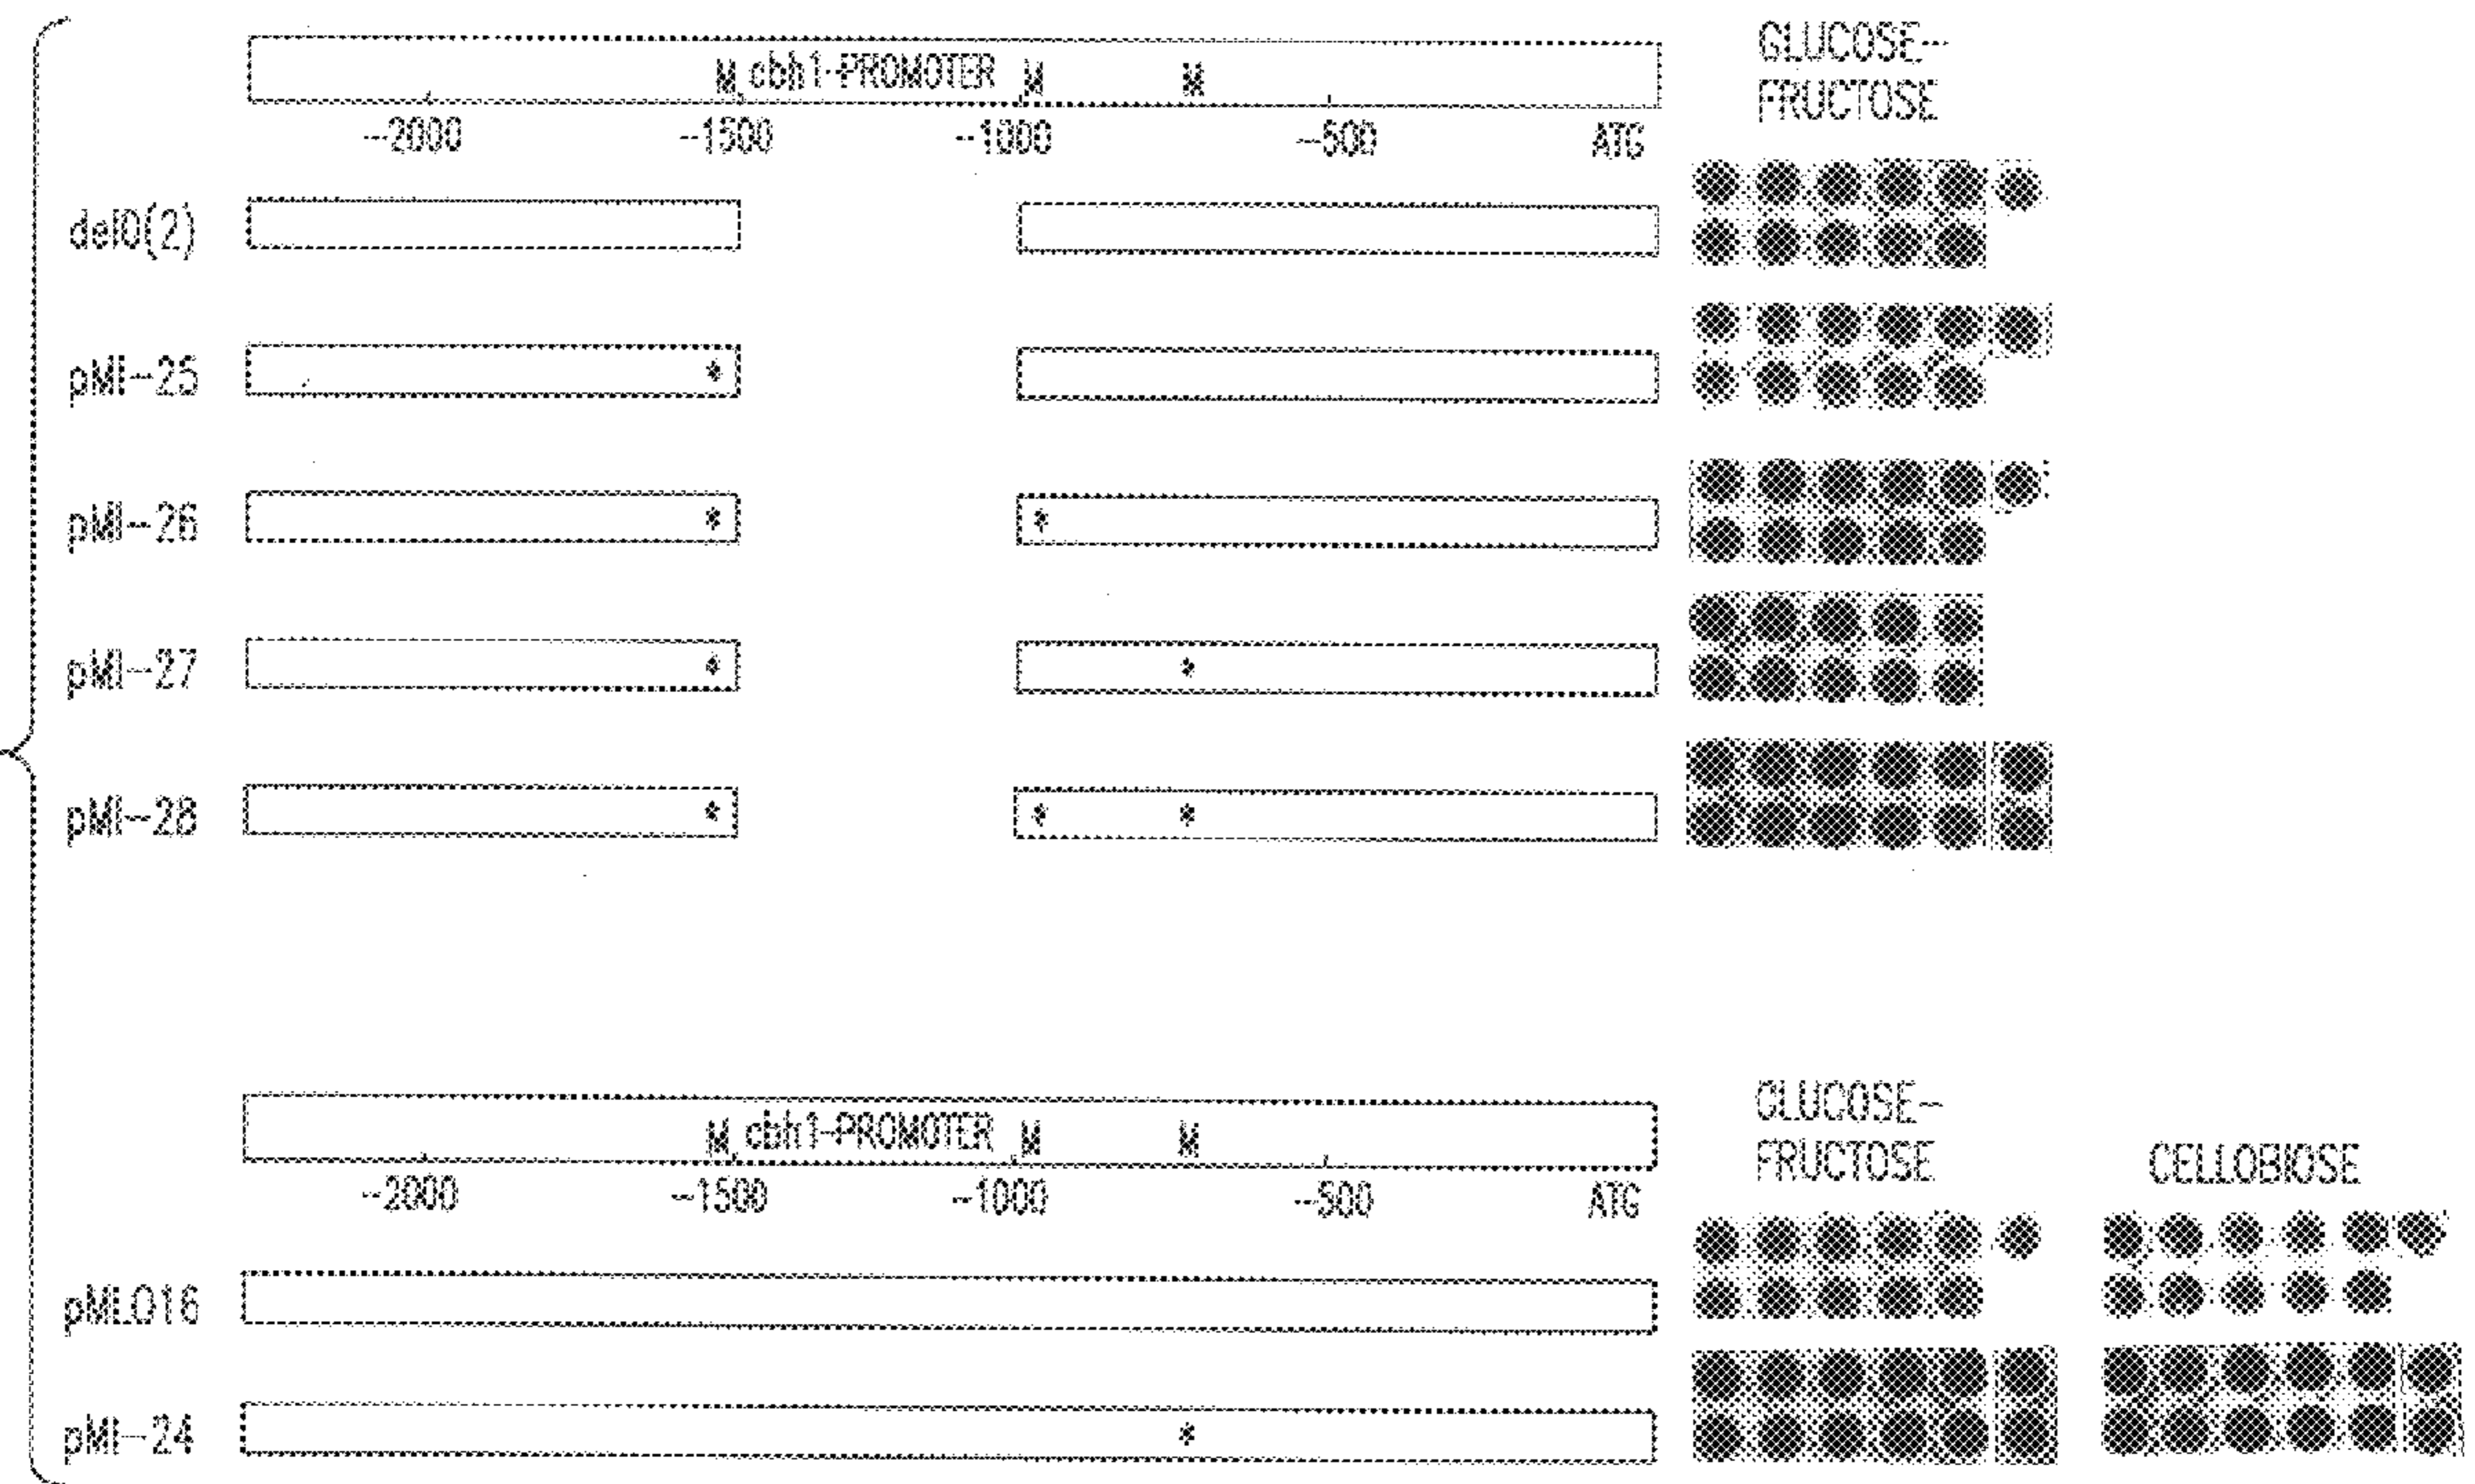 GLUCOSE-
FRUCTOSE
M cbh1-PROMOTER M M
-2000 -1500 -1000 -500 ATG
del0(2)
pMI-25
*
pMI-26
* *
pMI-27
* *
pMI-28
* * *
GLUCOSE-
FRUCTOSE
CELLOBIOSE
M cbh1-PROMOTER M M
-2000 -1500 -1000 -500 ATG
pMLO16
pMI-24
*